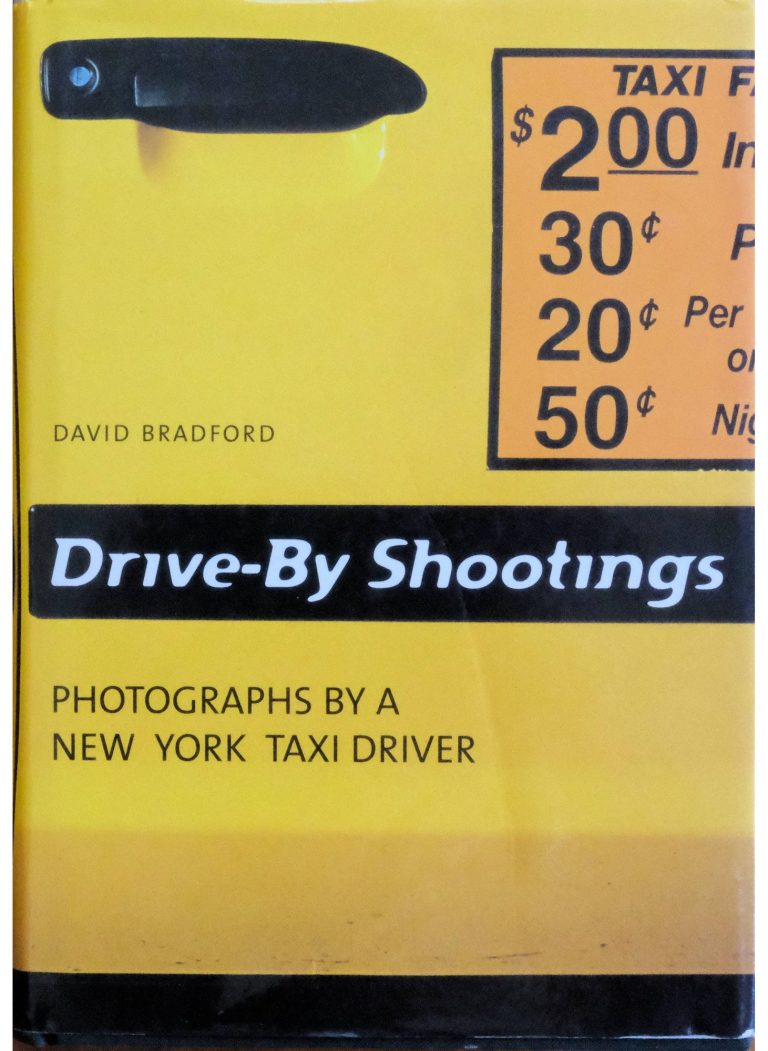 TAXI
$2.00
30¢
20¢ Per
50¢
DAVID BRADFORD
Drive-By Shootings
PHOTOGRAPHS BY A
NEW YORK TAXI DRIVER